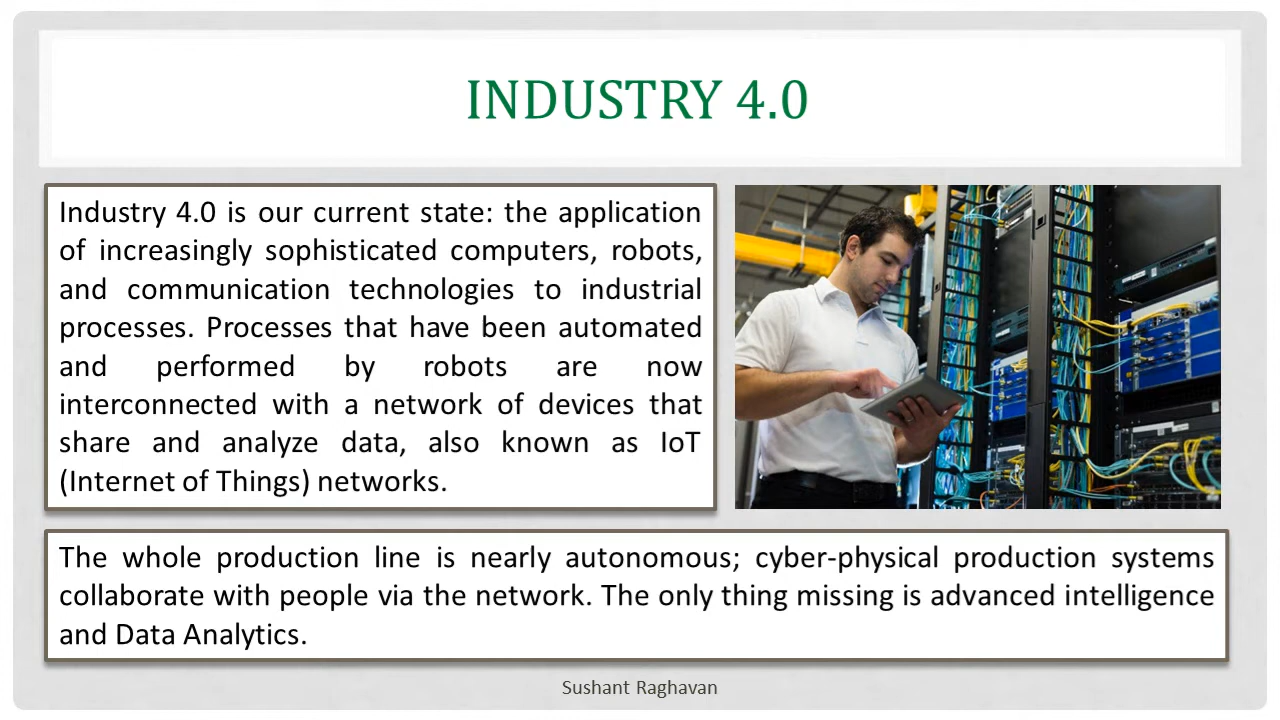 INDUSTRY 4.0
Industry 4.0 is our current state: the application
of increasingly sophisticated computers, robots,
and communication technologies to industrial
processes. Processes that have been automated
and performed by robots are now
interconnected with a network of devices that
share and analyze data, also known as IoT
(Internet of Things) networks.
The whole production line is nearly autonomous; cyber-physical production systems
collaborate with people via the network. The only thing missing is advanced intelligence
and Data Analytics.
Sushant Raghavan